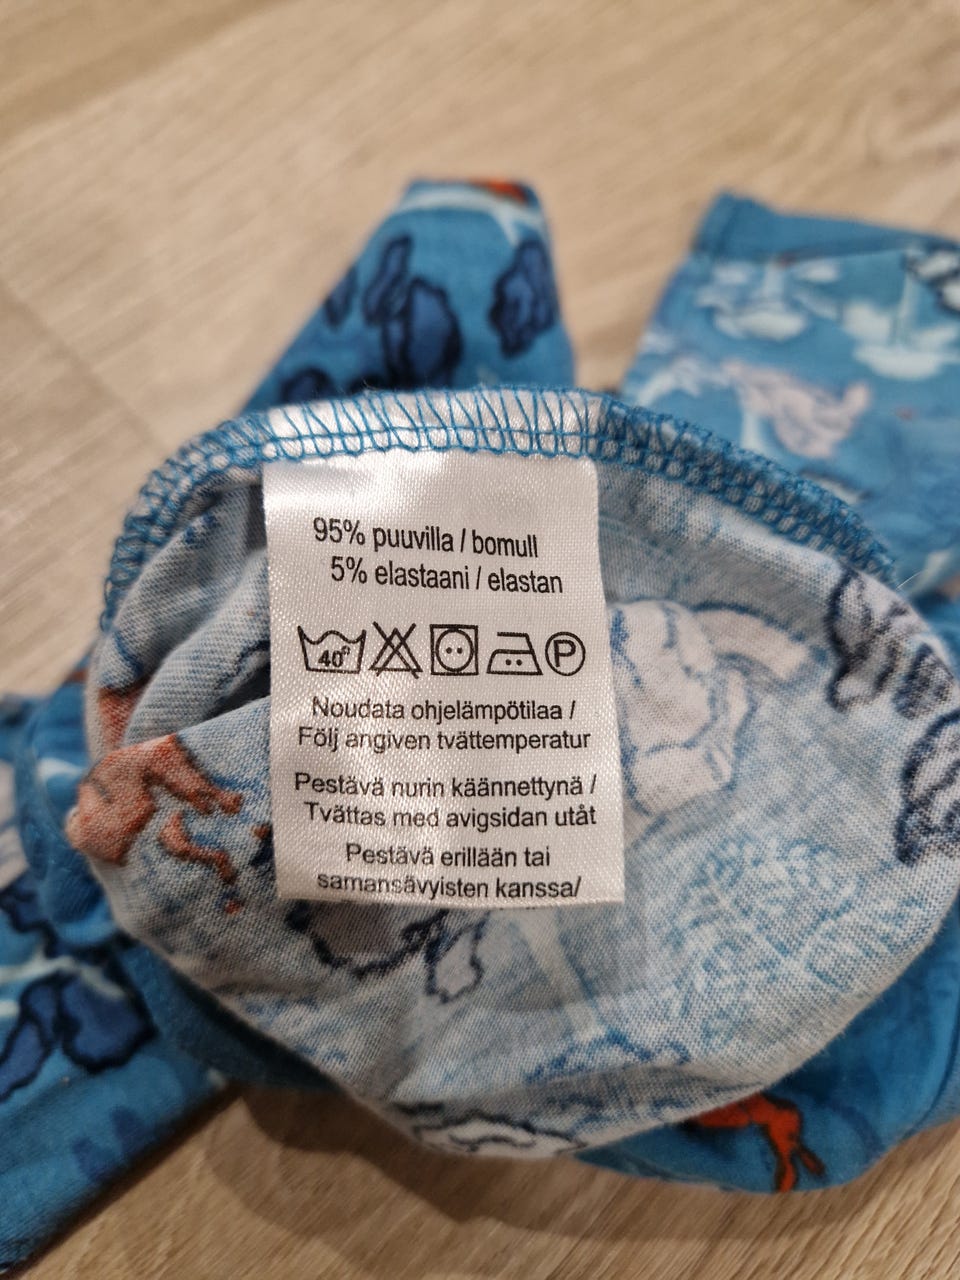 95% puuvilla / bomull
5% elastaani / elastan
40° P
Noudata ohjelämpötilaa /
Följ angiven tvättemperatur
Pestävä nurin käännettynä /
Tvättas med avigsidan utåt
Pestävä erillään tai
samansävyisten kanssa/